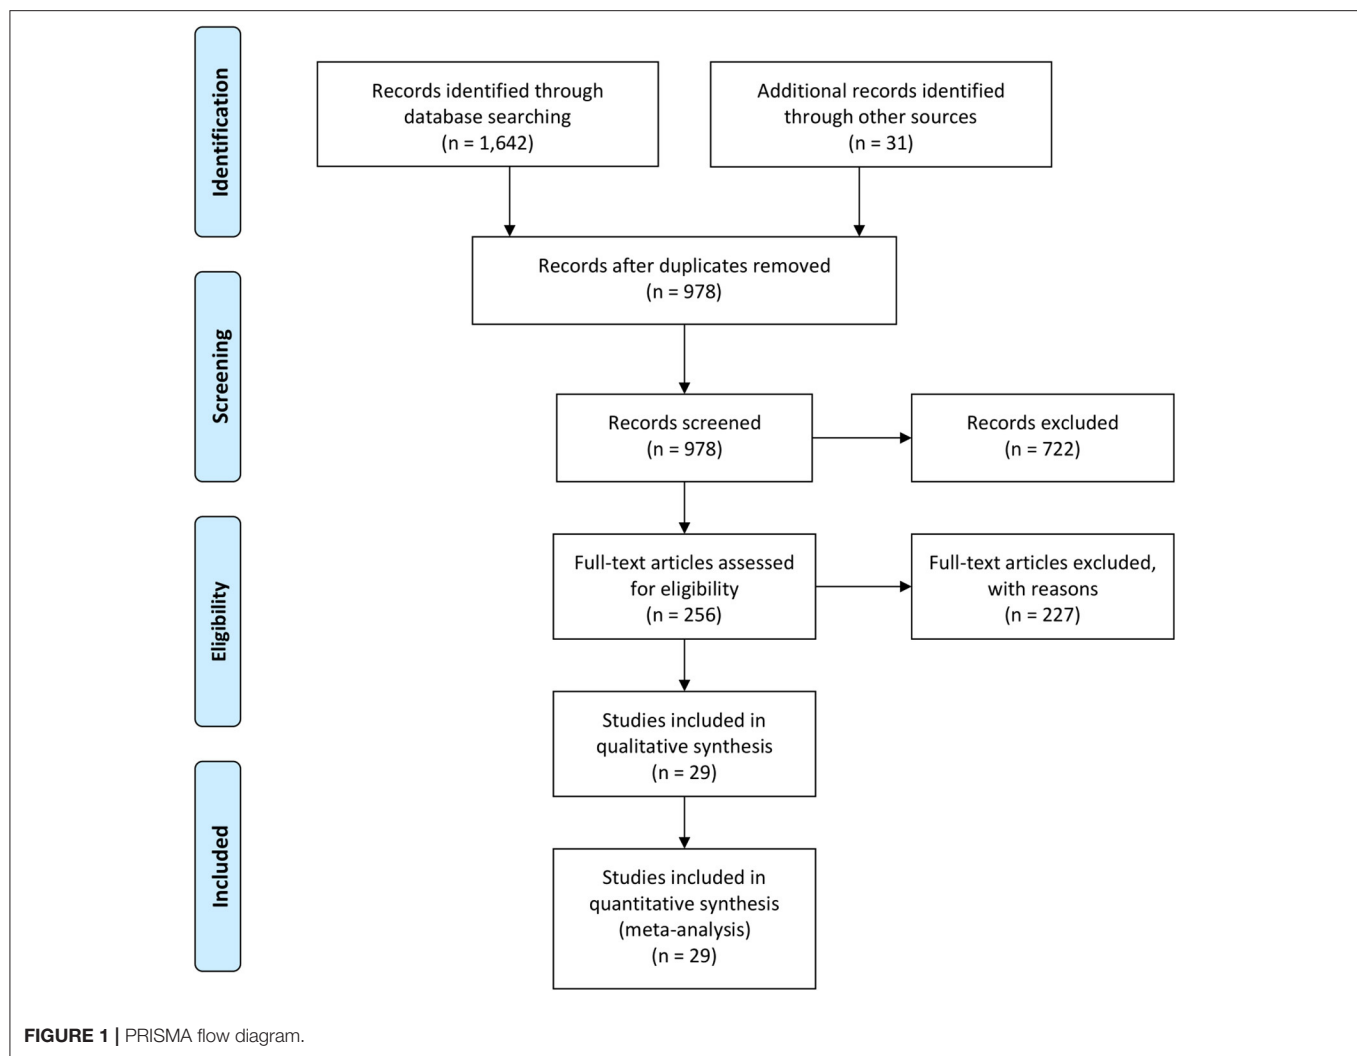 Identification
Records identified through
database searching
(n = 1,642)
Additional records identified
through other sources
(n = 31)
Records after duplicates removed
(n = 978)
Screening
Records screened
(n = 978)
Records excluded
(n = 722)
Eligibility
Full-text articles assessed
for eligibility
(n = 256)
Full-text articles excluded,
with reasons
(n = 227)
Studies included in
qualitative synthesis
(n = 29)
Included
Studies included in
quantitative synthesis
(meta-analysis)
(n = 29)
FIGURE 1 | PRISMA flow diagram.